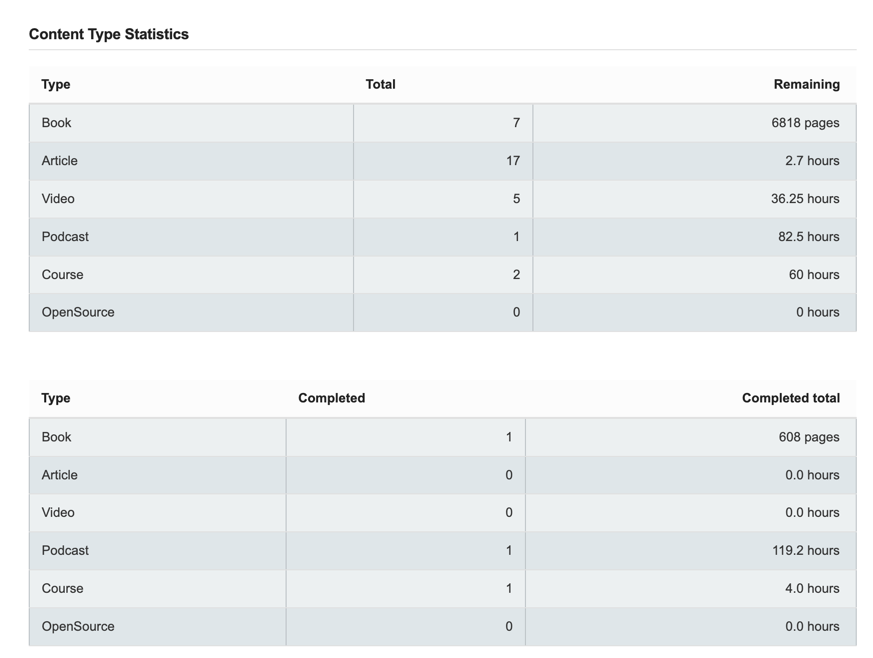 Content Type Statistics
Type Total Remaining
Book 7 6818 pages
Article 17 2.7 hours
Video 5 36.25 hours
Podcast 1 82.5 hours
Course 2 60 hours
OpenSource 0 0 hours
Type Completed Completed total
Book 1 608 pages
Article 0 0.0 hours
Video 0 0.0 hours
Podcast 1 119.2 hours
Course 1 4.0 hours
OpenSource 0 0.0 hours